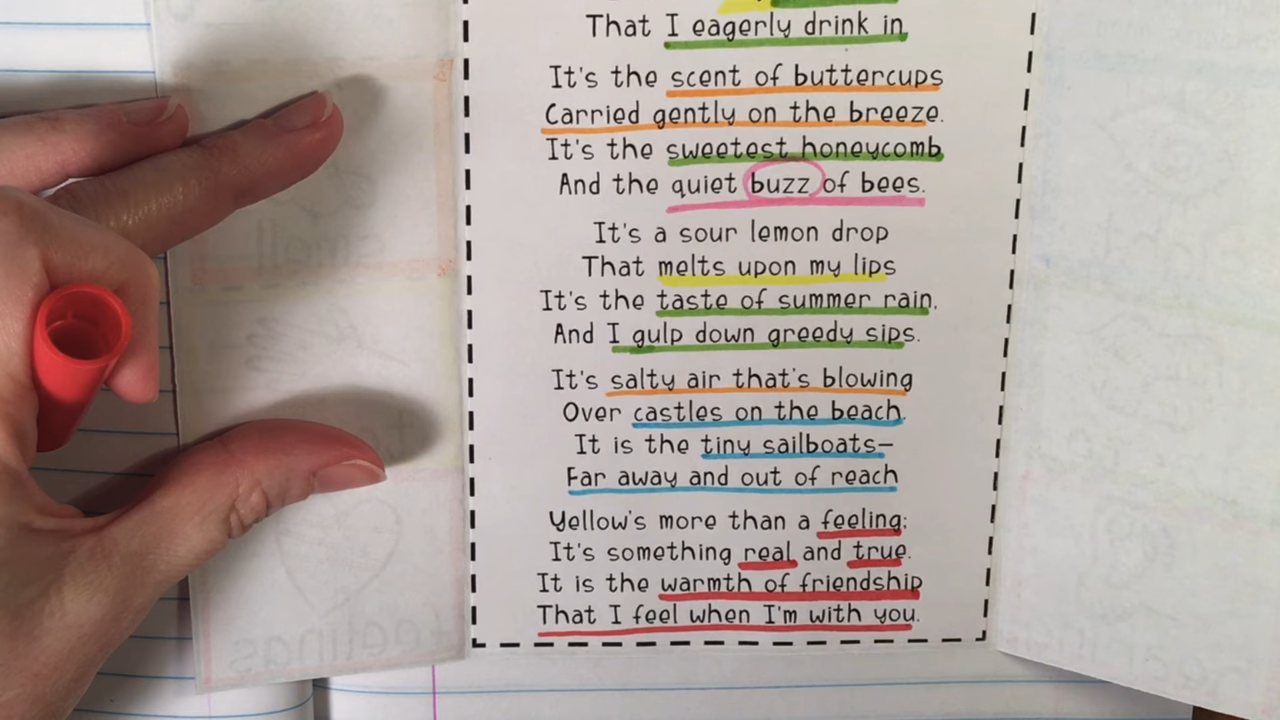 That I eagerly drink in
It's the scent of buttercups
Carried gently on the breeze.
It's the sweetest honeycomb
And the quiet buzz of bees.
It's a sour lemon drop
That melts upon my lips
It's the taste of summer rain.
And I gulp down greedy sips.
It's salty air that's blowing
Over castles on the beach.
It is the tiny sailboats—
Far away and out of reach
Yellow's more than a feeling;
It's something real and true.
It is the warmth of friendship
That I feel when I'm with you.
smell
feelings